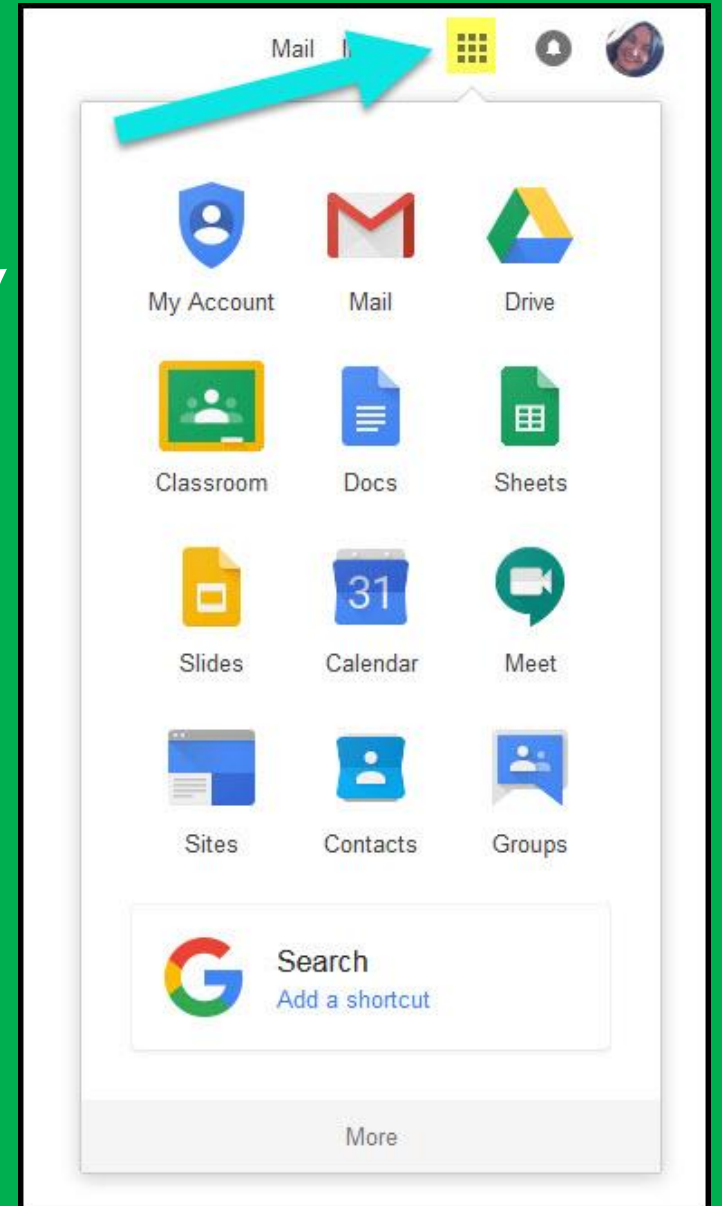 Mail
My Account Mail Drive
Classroom Docs Sheets
31
Slides Calendar Meet
Sites Contacts Groups
G
Search
Add a shortcut
More